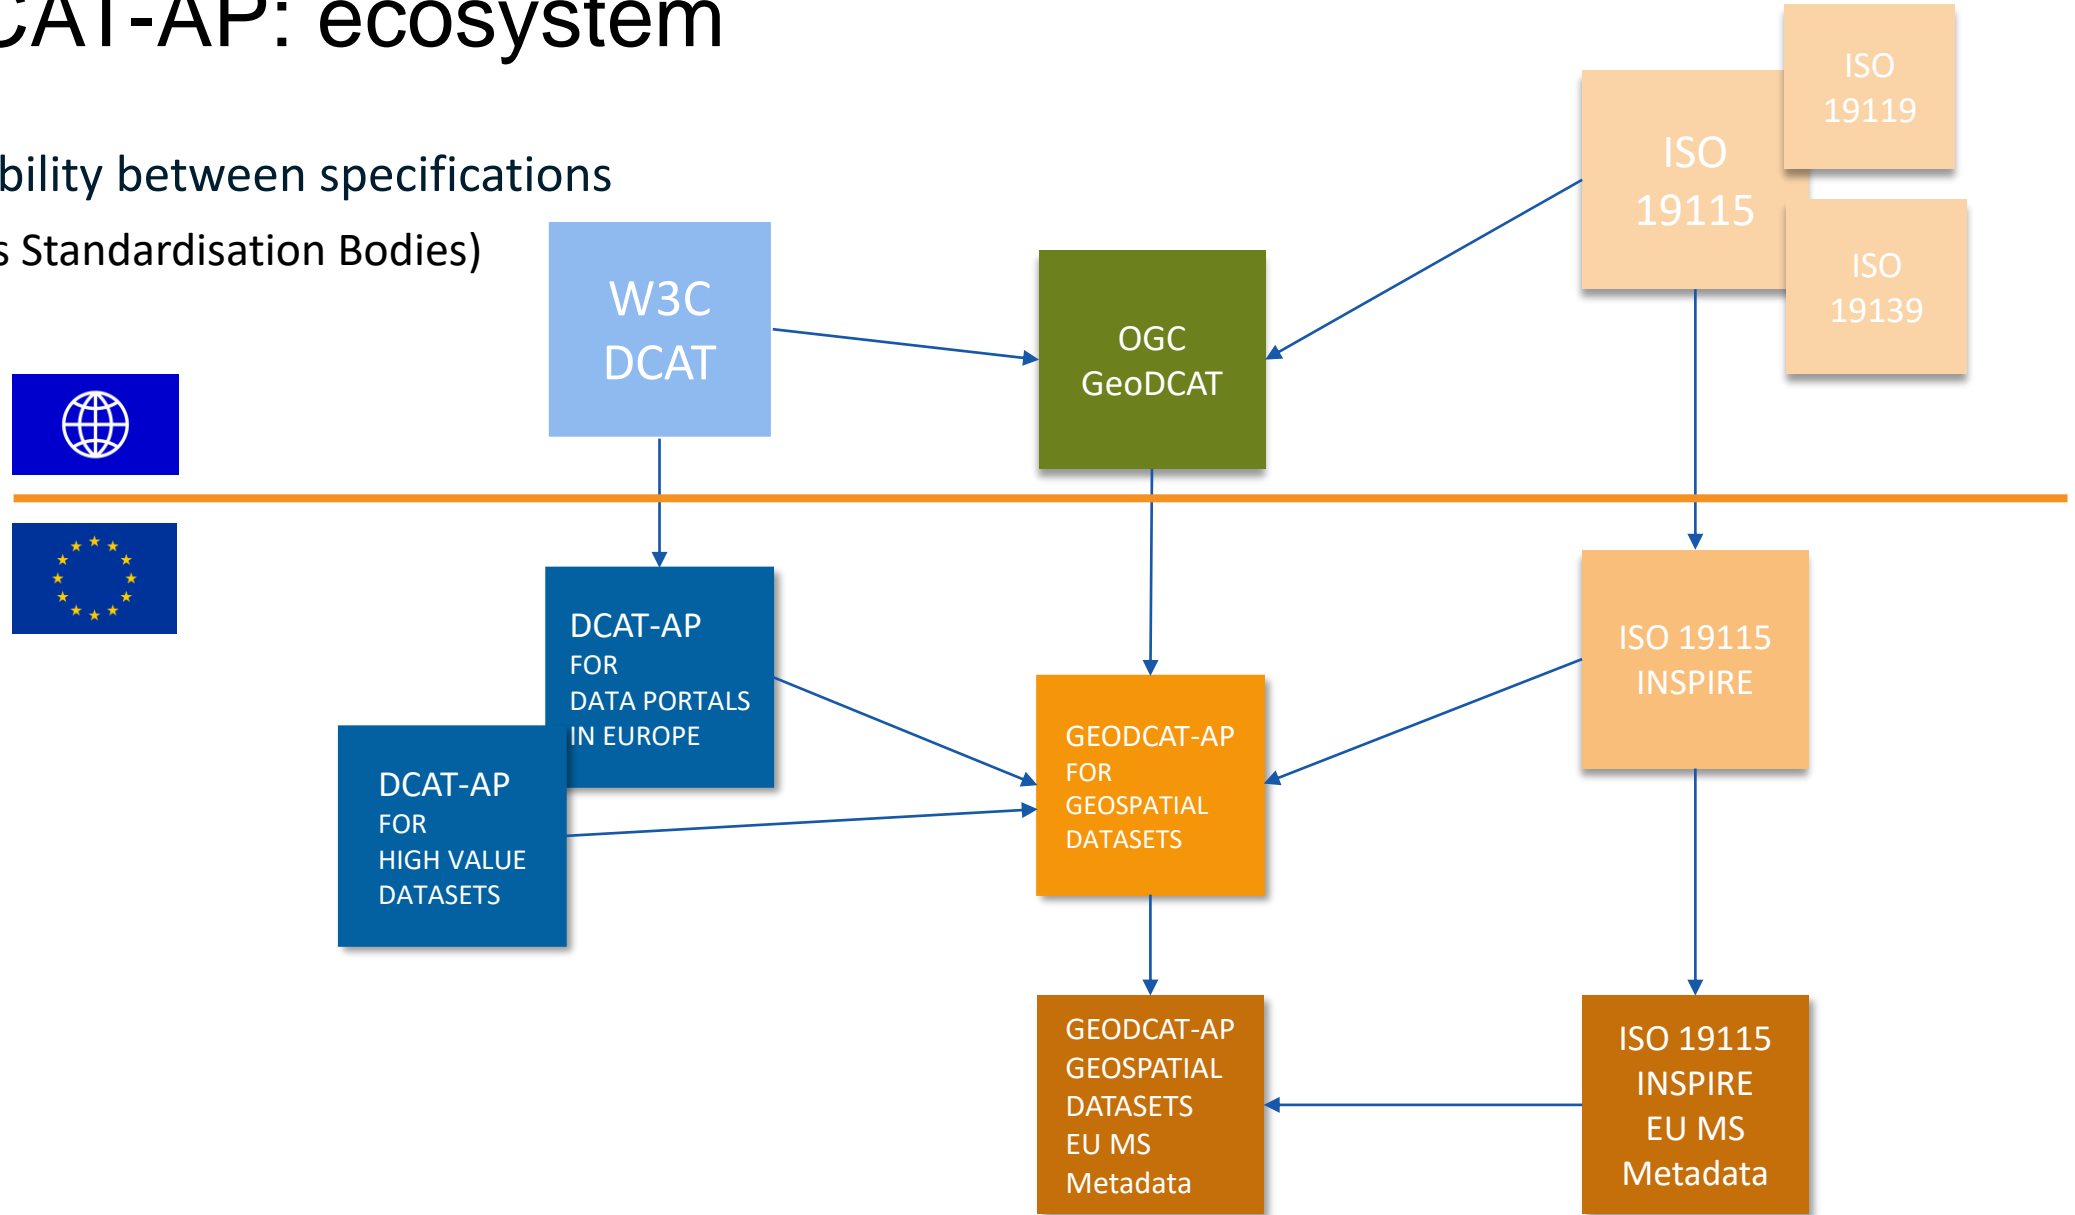 CAT-AP: ecosystem
bility between specifications
s Standardisation Bodies)
W3C
DCAT
OGC
GeoDCAT
ISO
19115
ISO
19119
ISO
19139
DCAT-AP
FOR
DATA PORTALS
IN EUROPE
DCAT-AP
FOR
HIGH VALUE
DATASETS
GEODCAT-AP
FOR
GEOSPATIAL
DATASETS
ISO 19115
INSPIRE
GEODCAT-AP
GEOSPATIAL
DATASETS
EU MS
Metadata
ISO 19115
INSPIRE
EU MS
Metadata